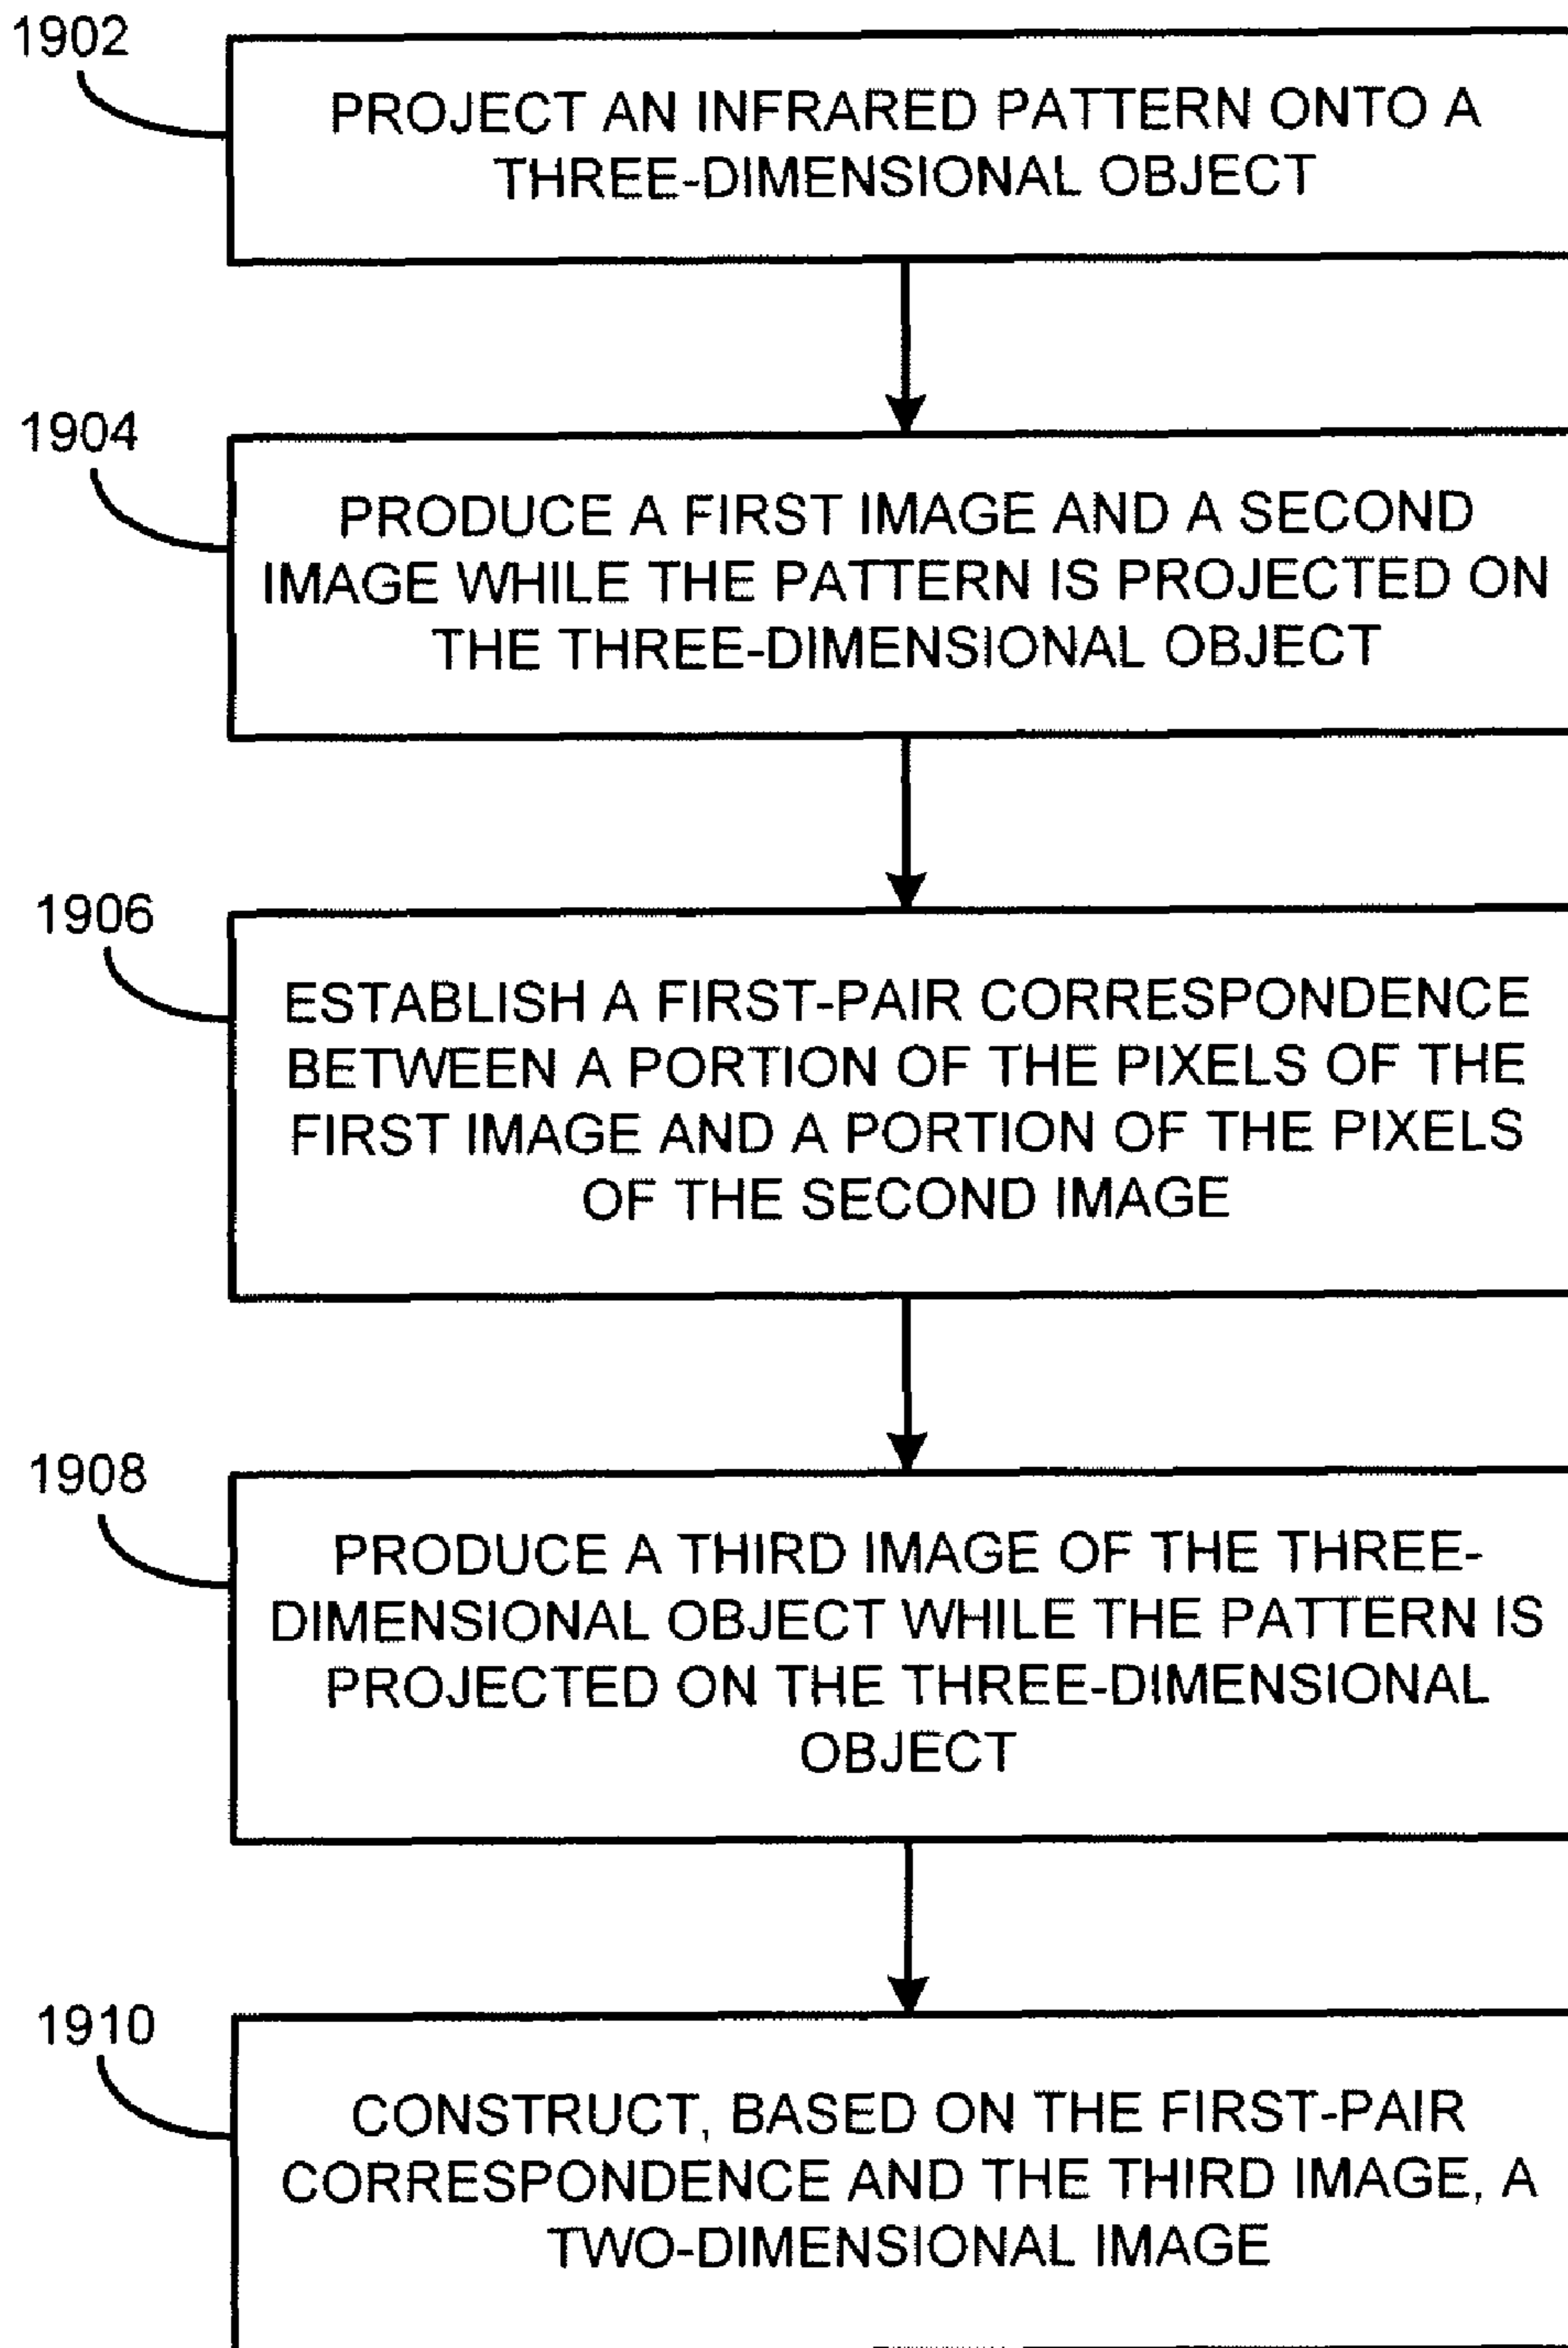 1902
PROJECT AN INFRARED PATTERN ONTO A
THREE-DIMENSIONAL OBJECT
1904
PRODUCE A FIRST IMAGE AND A SECOND
IMAGE WHILE THE PATTERN IS PROJECTED ON
THE THREE-DIMENSIONAL OBJECT
1906
ESTABLISH A FIRST-PAIR CORRESPONDENCE
BETWEEN A PORTION OF THE PIXELS OF THE
FIRST IMAGE AND A PORTION OF THE PIXELS
OF THE SECOND IMAGE
1908
PRODUCE A THIRD IMAGE OF THE THREE-
DIMENSIONAL OBJECT WHILE THE PATTERN IS
PROJECTED ON THE THREE-DIMENSIONAL
OBJECT
1910
CONSTRUCT, BASED ON THE FIRST-PAIR
CORRESPONDENCE AND THE THIRD IMAGE, A
TWO-DIMENSIONAL IMAGE